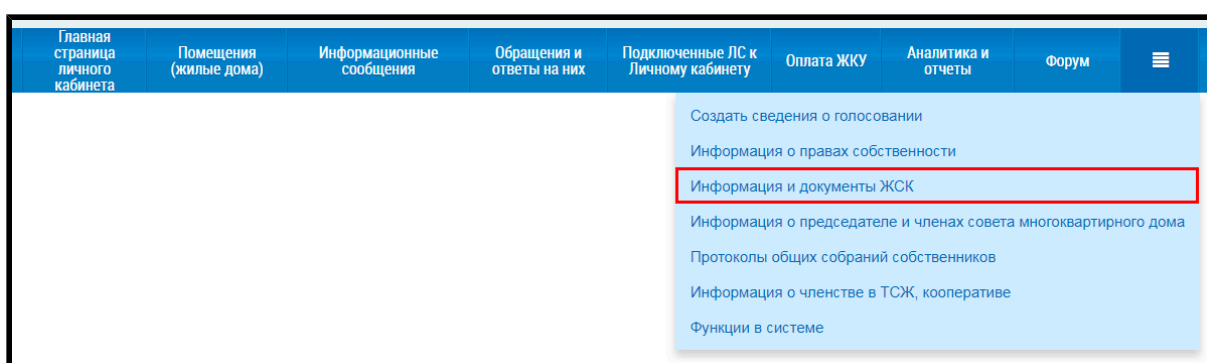 Главная
страница
личного
кабинета
Помещения
(жилые дома)
Информационные
сообщения
Обращения и
ответы на них
Подключенные ЛС к
Личному кабинету
Оплата ЖКУ
Аналитика и
отчеты
Форум
Создать сведения о голосовании
Информация о правах собственности
Информация и документы ЖСК
Информация о председателе и членах совета многоквартирного дома
Протоколы общих собраний собственников
Информация о членстве в ТСЖ, кооперативе
Функции в системе